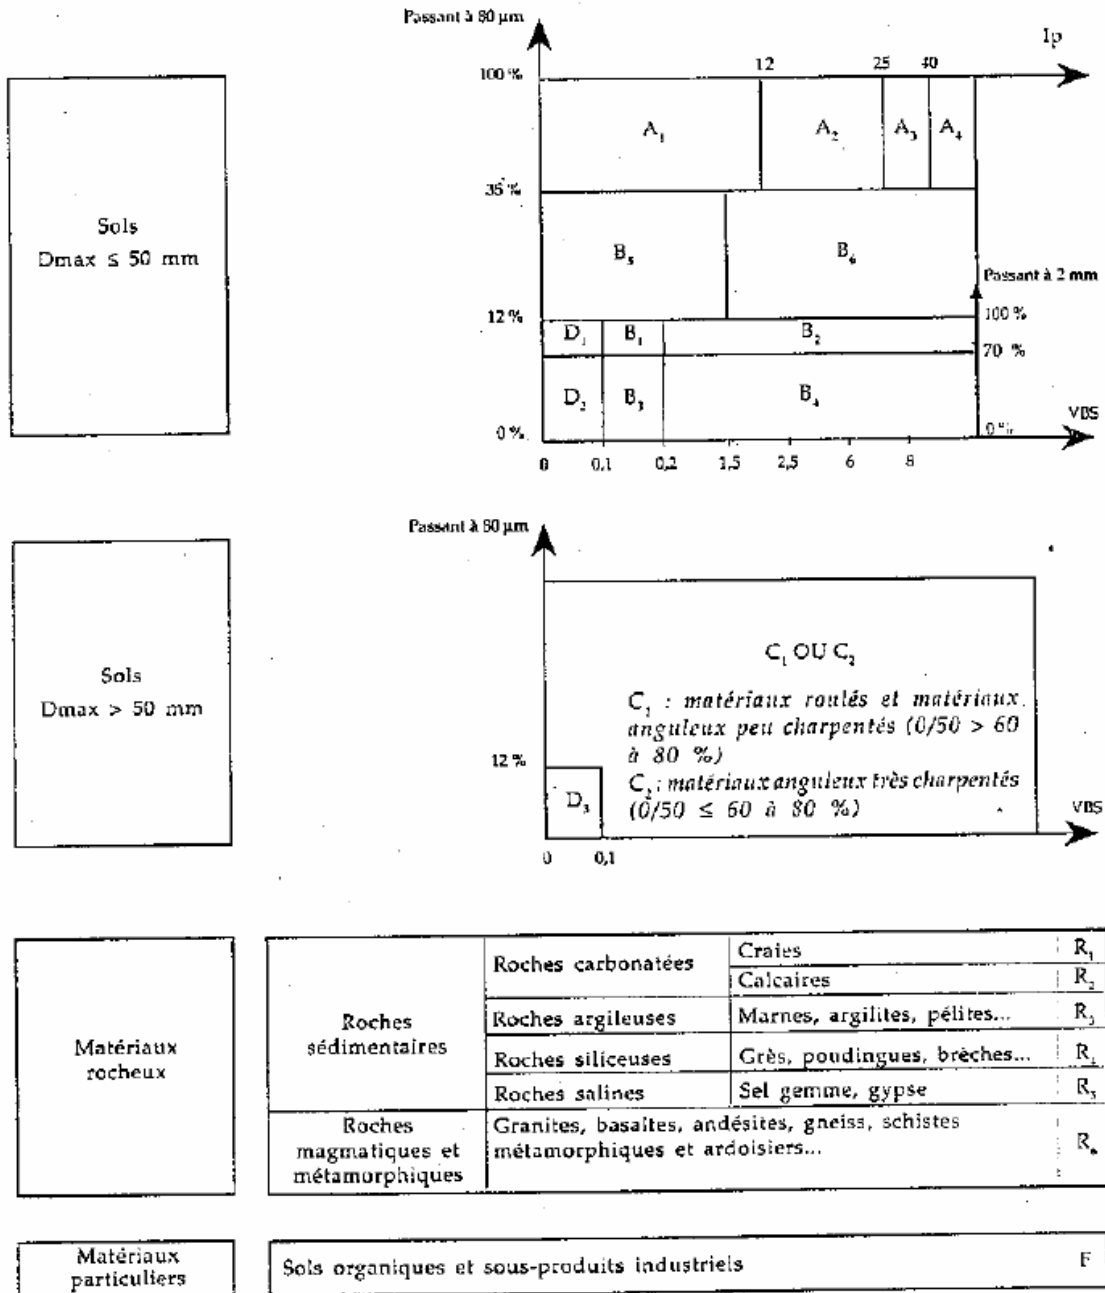 Passant à 80 µm
Ip
100 %
12
25
40
A₁
A₂
A₃
A₄
35 %
Sols
Dmax ≤ 50 mm
B₅
B₆
Passant à 2 mm
12 %
100 %
D₁
B₁
B₂
70 %
D₂
B₃
B₄
VBS
0 %
0 %
0
0,1
0,2
1,5
2,5
6
8
Passant à 80 µm
Sols
Dmax > 50 mm
C₁ OU C₂
C₁ : matériaux roulés et matériaux
anguleux peu charpentés (0/50 > 60
à 80 %)
C₂ : matériaux anguleux très charpentés
(0/50 ≤ 60 à 80 %)
12 %
D₃
VBS
0
0,1
Matériaux
rocheux
Roches
sédimentaires
Roches carbonatées
Craies
R₁
Calcaires
R₂
Roches argileuses
Marnes, argilites, pélites...
R₃
Roches siliceuses
Grès, poudingues, brèches...
R₄
Roches salines
Sel gemme, gypse
R₅
Roches
magmatiques et
métamorphiques
Granites, basaltes, andésites, gneiss, schistes
métamorphiques et ardoisiers...
R₆
Matériaux
particuliers
Sols organiques et sous-produits industriels
F